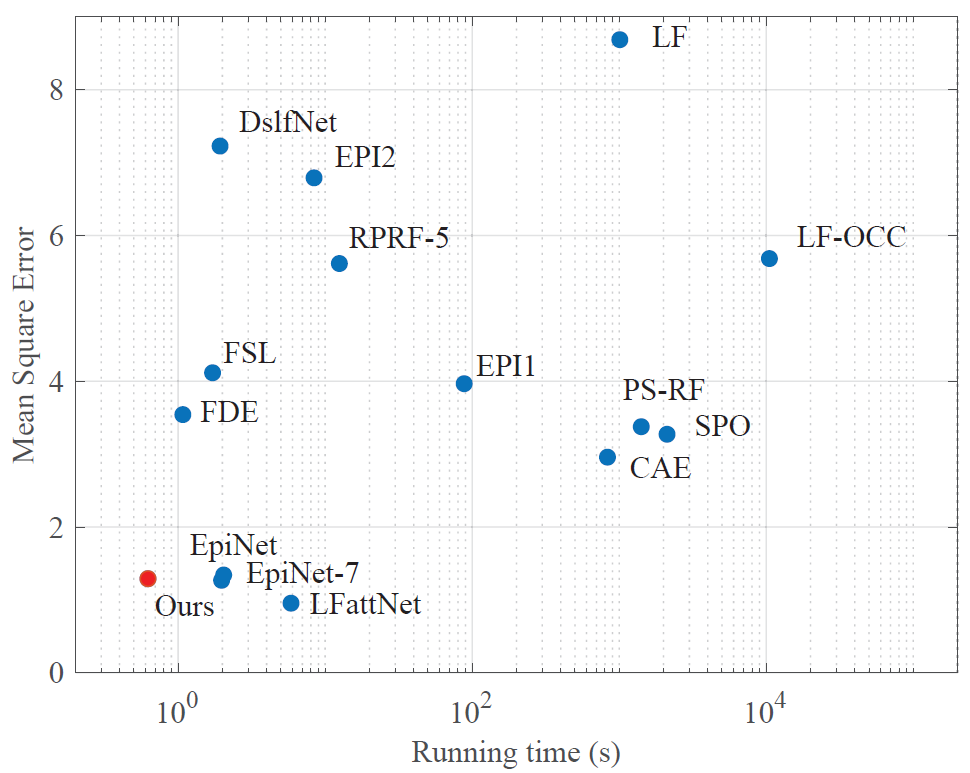 LF
8
DslfNet
EPI2
RPRF-5
6
LF-OCC
Mean Square Error
FSL
EPI1
4
PS-RF
FDE
SPO
CAE
2
EpiNet
EpiNet-7
Ours
LFattNet
0
10^0
10^2
10^4
Running time (s)